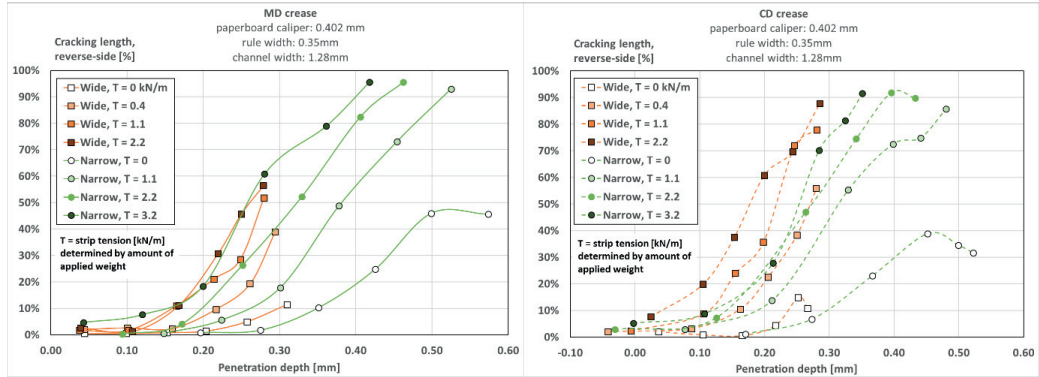 MD crease
paperboard caliper: 0.402 mm
rule width: 0.35mm
channel width: 1.28mm
Cracking length,
reverse-side [%]
100%
90%
80%
70%
60%
50%
40%
30%
20%
10%
0%
Wide, T = 0 kN/m
Wide, T = 0.4
Wide, T = 1.1
Wide, T = 2.2
Narrow, T = 0
Narrow, T = 1.1
Narrow, T = 2.2
Narrow, T = 3.2
T = strip tension [kN/m]
determined by amount of
applied weight
0.00 0.10 0.20 0.30 0.40 0.50 0.60
Penetration depth [mm]
CD crease
paperboard caliper: 0.402 mm
rule width: 0.35mm
channel width: 1.28mm
Cracking length,
reverse-side [%]
100%
90%
80%
70%
60%
50%
40%
30%
20%
10%
0%
Wide, T = 0 kN/m
Wide, T = 0.4
Wide, T = 1.1
Wide, T = 2.2
Narrow, T = 0
Narrow, T = 1.1
Narrow, T = 2.2
Narrow, T = 3.2
T = strip tension [kN/m]
determined by amount of
applied weight
-0.10 0.00 0.10 0.20 0.30 0.40 0.50 0.60
Penetration depth [mm]